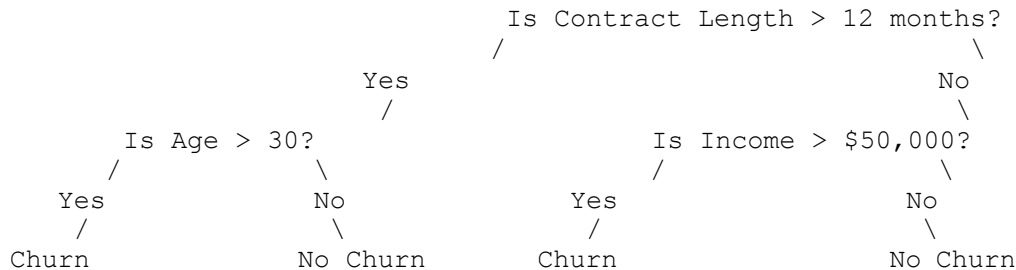 Is Contract Length > 12 months?
Yes No
Is Age > 30? Is Income > $50,000?
Yes No Yes No
Churn No Churn Churn No Churn